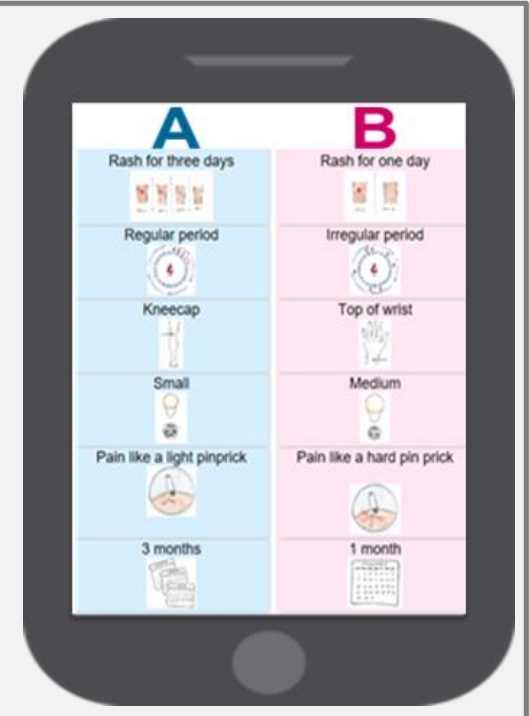 A B
Rash for three days Rash for one day
Regular period Irregular period
Kneecap Top of wrist
Small Medium
Pain like a light pinprick Pain like a hard pin prick
3 months 1 month